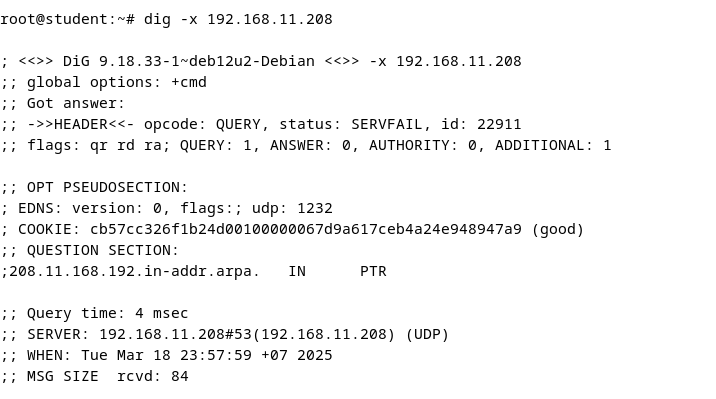 root@student:~# dig -x 192.168.11.208
; <<>> DiG 9.18.33-1~deb12u2-Debian <<>> -x 192.168.11.208
;; global options: +cmd
;; Got answer:
;; ->>HEADER<<- opcode: QUERY, status: SERVFAIL, id: 22911
;; flags: qr rd ra; QUERY: 1, ANSWER: 0, AUTHORITY: 0, ADDITIONAL: 1
;; OPT PSEUDOSECTION:
; EDNS: version: 0, flags:; udp: 1232
; COOKIE: cb57cc326f1b24d00100000067d9a617ceb4a24e948947a9 (good)
;; QUESTION SECTION:
;208.11.168.192.in-addr.arpa. IN PTR
;; Query time: 4 msec
;; SERVER: 192.168.11.208#53(192.168.11.208) (UDP)
;; WHEN: Tue Mar 18 23:57:59 +07 2025
;; MSG SIZE rcvd: 84